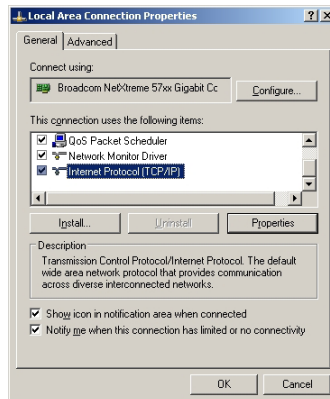 Local Area Connection Properties
General Advanced
Connect using:
Broadcom NetXtreme 57xx Gigabit Cc
Configure...
This connection uses the following items:
QoS Packet Scheduler
Network Monitor Driver
Internet Protocol (TCP/IP)
Install... Uninstall Properties
Description
Transmission Control Protocol/Internet Protocol. The default
wide area network protocol that provides communication
across diverse interconnected networks.
Show icon in notification area when connected
Notify me when this connection has limited or no connectivity
OK Cancel